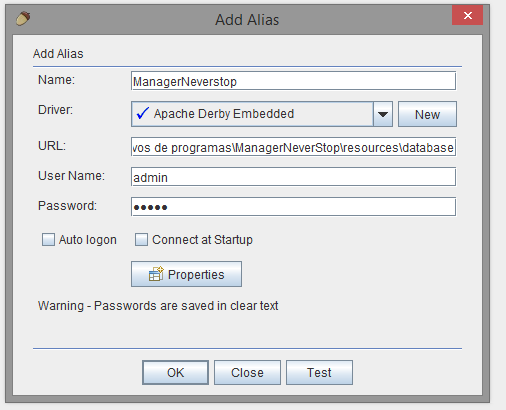 Add Alias
Add Alias
Name: ManagerNeverstop
Driver: Apache Derby Embedded New
URL: vos de programas\ManagerNeverStop\resources\database
User Name: admin
Password: •••••
Auto logon Connect at Startup
Properties
Warning - Passwords are saved in clear text
OK Close Test